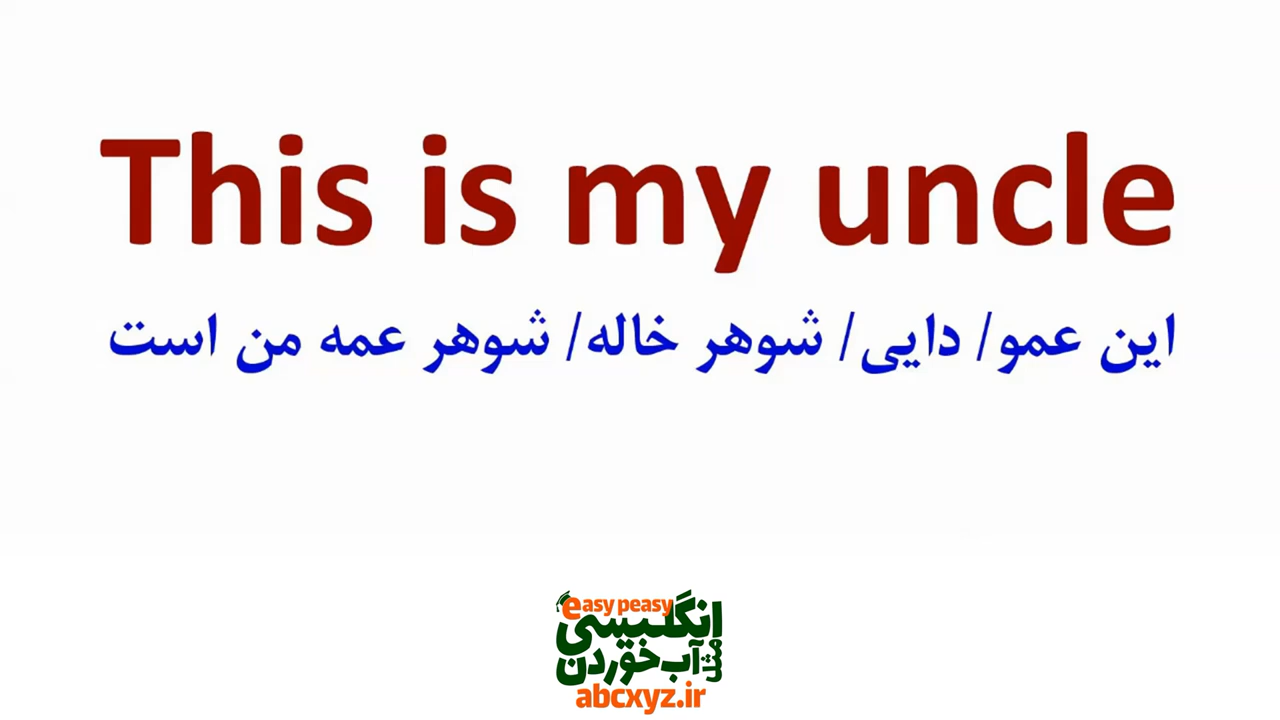 This is my uncle
این عمو/ دایی/ شوهر خاله/ شوهر عمه من است
easy peasy
انگلیسی
مثل آب خوردن
abcxyz.ir